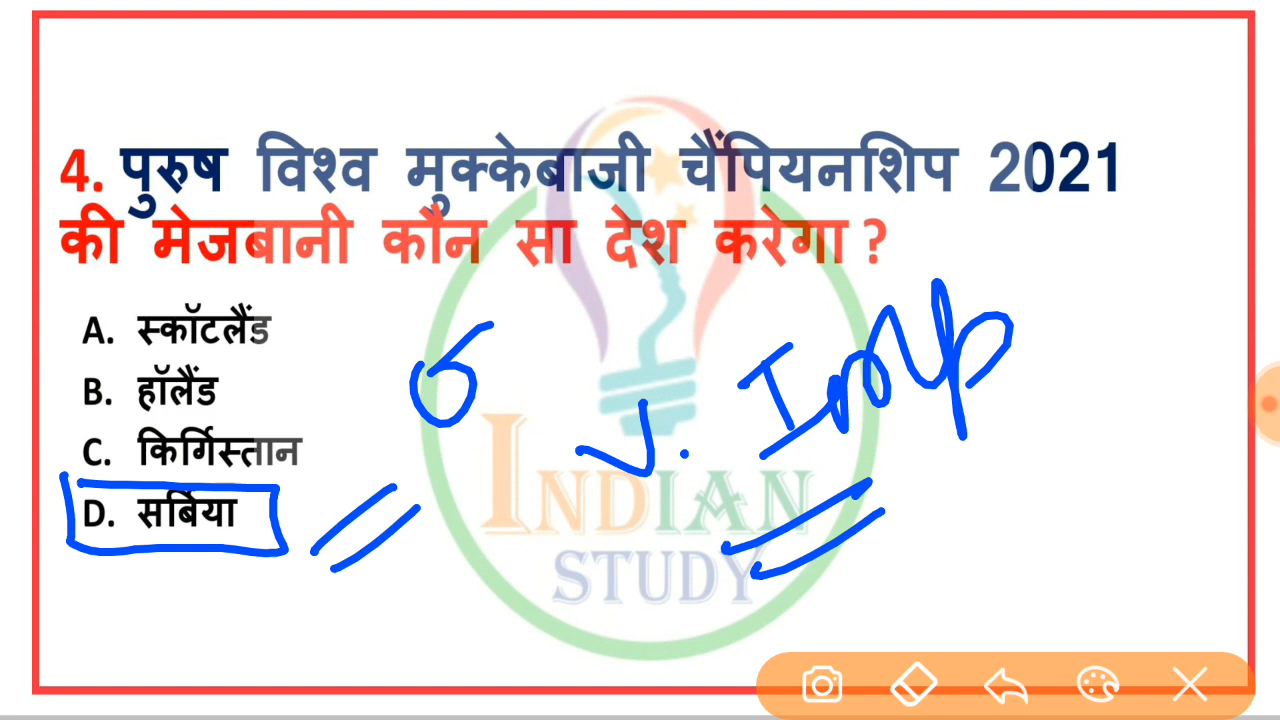 4. पुरुष विश्व मुक्केबाजी चैंपियनशिप 2021
की मेजबानी कौन सा देश करेगा ?
A. स्कॉटलैंड
B. हॉलैंड
C. किर्गिस्तान
D. सर्बिया
V. Imp
INDIAN
STUDY